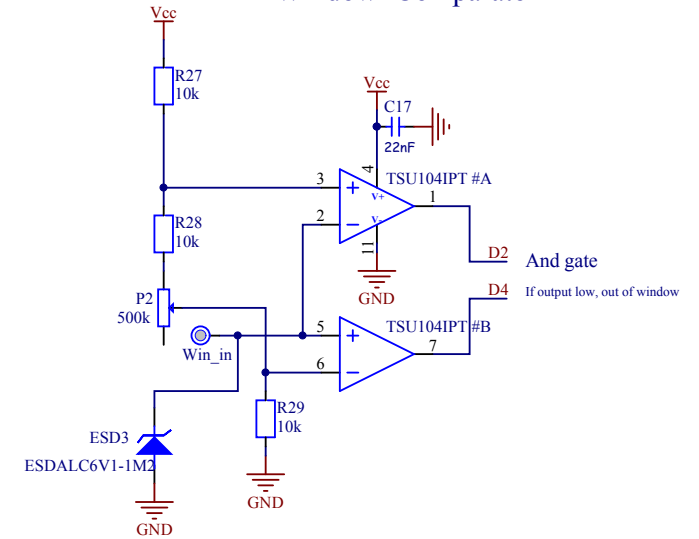 Vcc
R27
10k
Vcc
C17
22nF
3
4
TSU104IPT #A
V+
1
2
V-
11
R28
10k
D2
And gate
GND
D4
If output low, out of window
P2
500k
5
TSU104IPT #B
7
Win_in
6
R29
10k
ESD3
ESDALC6V1-1M2
GND
GND